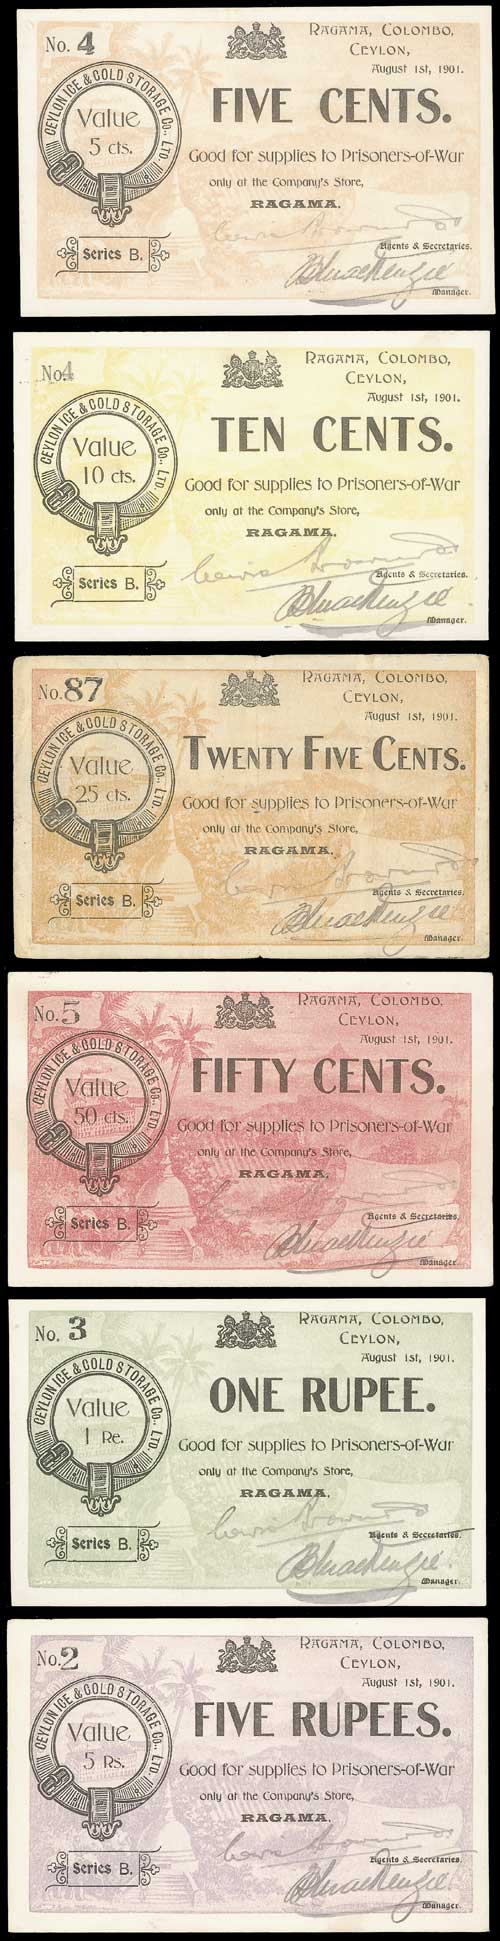 No. 4
RAGAMA, COLOMBO,
CEYLON,
August 1st, 1901.
CEYLON ICE & COLD STORAGE Co., LTD.
Value
5 cts.
FIVE CENTS.
Good for supplies to Prisoners-of-War
only at the Company's Store,
RAGAMA.
Agents & Secretaries.
Series B.
Manager.
No. 4
RAGAMA, COLOMBO,
CEYLON,
August 1st, 1901.
CEYLON ICE & COLD STORAGE Co., LTD.
Value
10 cts.
TEN CENTS.
Good for supplies to Prisoners-of-War
only at the Company's Store,
RAGAMA.
Agents & Secretaries.
Series B.
Manager.
No. 87
RAGAMA, COLOMBO,
CEYLON,
August 1st, 1901.
CEYLON ICE & COLD STORAGE Co., LTD.
Value
25 cts.
TWENTY FIVE CENTS.
Good for supplies to Prisoners-of-War
only at the Company's Store,
RAGAMA.
Agents & Secretaries.
Series B.
Manager.
No. 5
RAGAMA, COLOMBO,
CEYLON,
August 1st, 1901.
CEYLON ICE & COLD STORAGE Co., LTD.
Value
50 cts.
FIFTY CENTS.
Good for supplies to Prisoners-of-War
only at the Company's Store,
RAGAMA.
Agents & Secretaries.
Series B.
Manager.
No. 3
RAGAMA, COLOMBO,
CEYLON,
August 1st, 1901.
CEYLON ICE & COLD STORAGE Co., LTD.
Value
1 Re.
ONE RUPEE.
Good for supplies to Prisoners-of-War
only at the Company's Store,
RAGAMA.
Agents & Secretaries.
Series B.
Manager.
No. 2
RAGAMA, COLOMBO,
CEYLON,
August 1st, 1901.
CEYLON ICE & COLD STORAGE Co., LTD.
Value
5 Rs.
FIVE RUPEES.
Good for supplies to Prisoners-of-War
only at the Company's Store,
RAGAMA.
Agents & Secretaries.
Series B.
Manager.